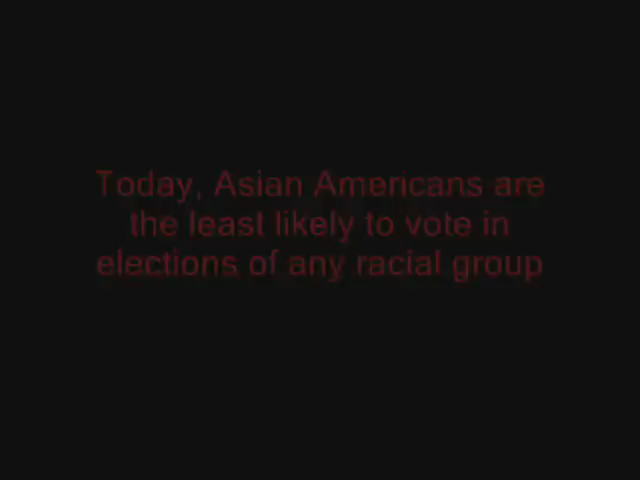 Today, Asian Americans are
the least likely to vote in
elections of any racial group